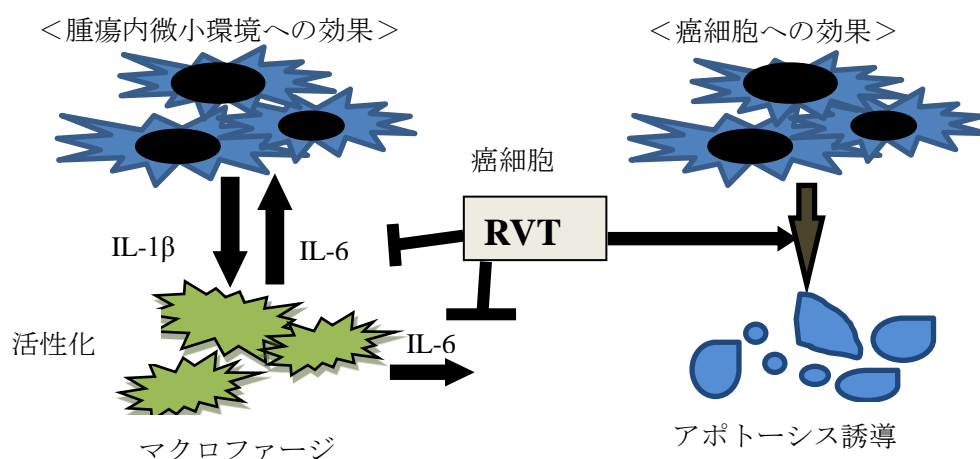 ＜腫瘍内微小環境への効果＞
＜癌細胞への効果＞
癌細胞
RVT
IL-1β
IL-6
活性化
IL-6
マクロファージ
アポトーシス誘導